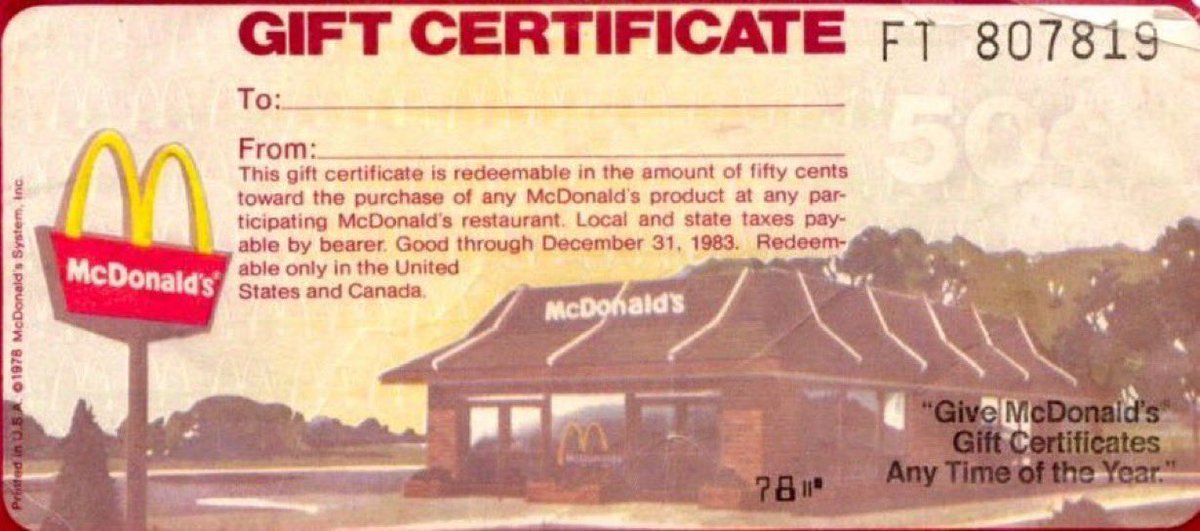 GIFT CERTIFICATE
FT 807819
To:
From:
50¢
This gift certificate is redeemable in the amount of fifty cents
toward the purchase of any McDonald's product at any par-
ticipating McDonald's restaurant. Local and state taxes pay-
able by bearer. Good through December 31, 1983. Redeem-
able only in the United
States and Canada.
McDonald's
McDonald's
"Give McDonald's
Gift Certificates
Any Time of the Year."
78
Printed in U.S.A. ©1978 McDonald's System, Inc.